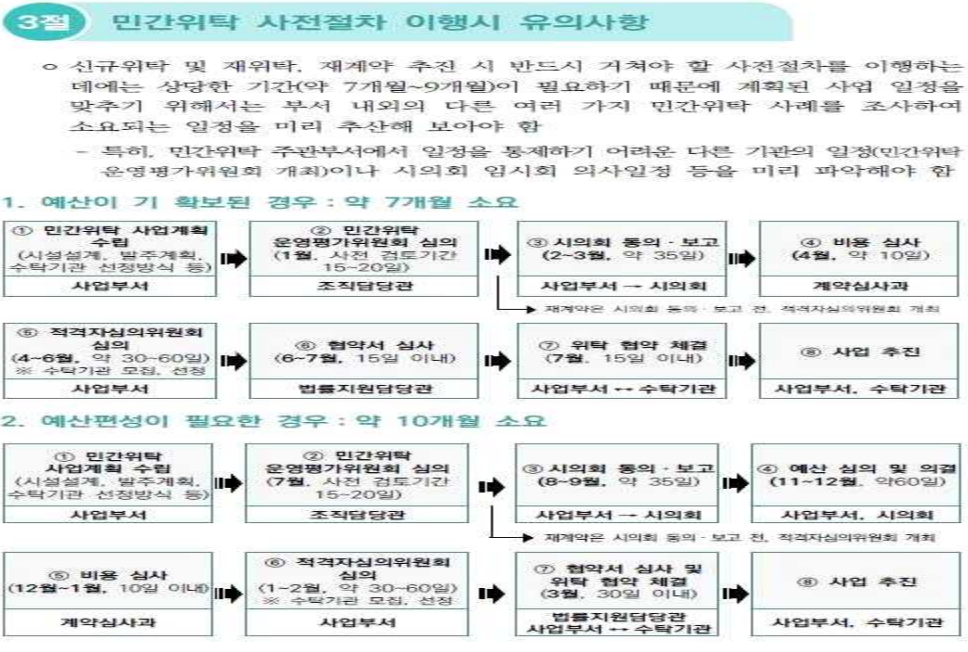 3절 민간위탁 사전절차 이행시 유의사항
○ 신규위탁 및 재위탁, 재계약 추진 시 반드시 거쳐야 할 사전절차를 이행하는
데에는 상당한 기간(약 7개월~9개월)이 필요하기 때문에 계획된 사업 일정을
맞추기 위해서는 부서 내외의 다른 여러 가지 민간위탁 사례를 조사하여
소요되는 일정을 미리 추산해 보아야 함
- 특히, 민간위탁 주관부서에서 일정을 통제하기 어려운 다른 기관의 일정(민간위탁
운영평가위원회 개최)이나 시의회 임시회 의사일정 등을 미리 파악해야 함
1. 예산이 기 확보된 경우 : 약 7개월 소요
① 민간위탁 사업계획
수립
(시설설계, 발주계획,
수탁기관 선정방식 등)
사업부서
② 민간위탁
운영평가위원회 심의
(1월, 사전 검토기간
15~20일)
조직담당관
③ 시의회 동의 · 보고
(2~3월, 약 35일)
사업부서 → 시의회
④ 비용 심사
(4월, 약 10일)
계약심사과
재계약은 시의회 동의 · 보고 전, 적격자심의위원회 개최
⑤ 적격자심의위원회
심의
(4~6월, 약 30~60일)
※ 수탁기관 모집, 선정
사업부서
⑥ 협약서 심사
(6~7월, 15일 이내)
법률지원담당관
⑦ 위탁 협약 체결
(7월, 15일 이내)
사업부서 ↔ 수탁기관
⑧ 사업 추진
사업부서, 수탁기관
2. 예산편성이 필요한 경우 : 약 10개월 소요
① 민간위탁
사업계획 수립
(시설설계, 발주계획,
수탁기관 선정방식 등)
사업부서
② 민간위탁
운영평가위원회 심의
(7월, 사전 검토기간
15~20일)
조직담당관
③ 시의회 동의 · 보고
(8~9월, 약 35일)
사업부서 → 시의회
④ 예산 심의 및 의결
(11~12월, 약60일)
사업부서, 시의회
재계약은 시의회 동의 · 보고 전, 적격자심의위원회 개최
⑤ 비용 심사
(12월~1월, 10일 이내)
계약심사과
⑥ 적격자심의위원회
심의
(1~2월, 약 30~60일)
※ 수탁기관 모집, 선정
사업부서
⑦ 협약서 심사 및
위탁 협약 체결
(3월, 30일 이내)
법률지원담당관
사업부서 ↔ 수탁기관
⑧ 사업 추진
사업부서, 수탁기관